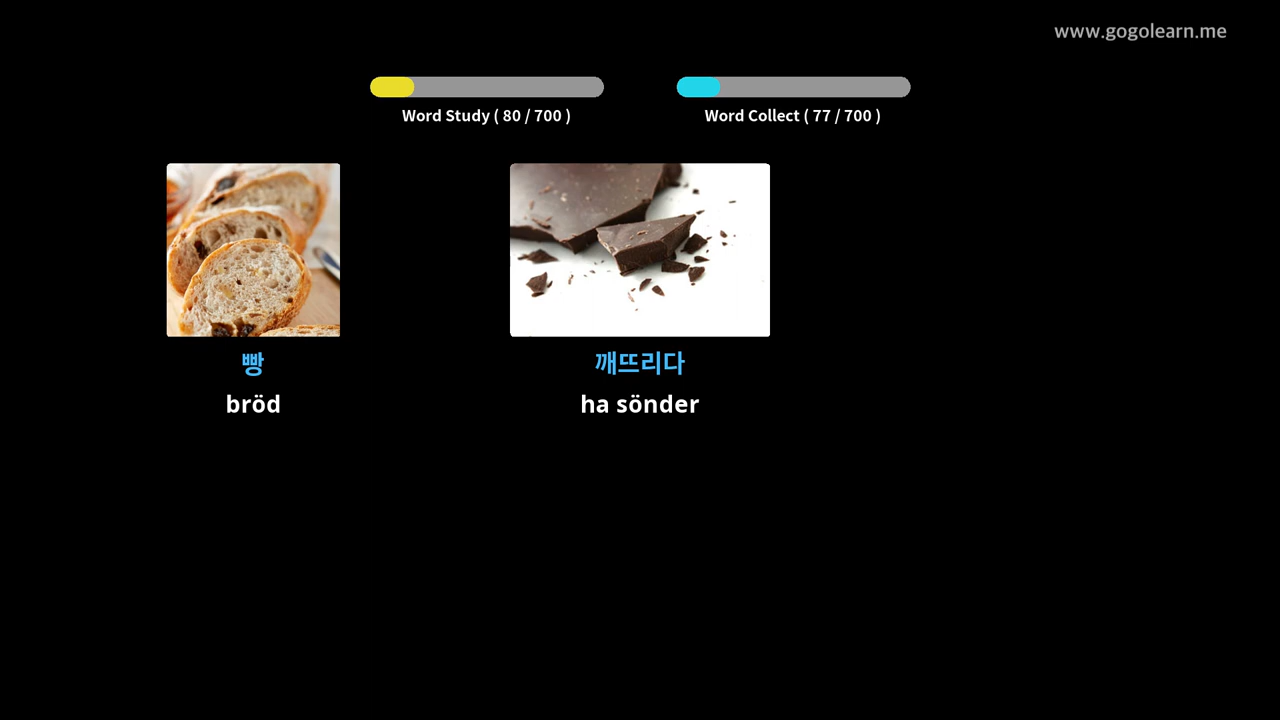 www.gogolearn.me
Word Study ( 80 / 700 )
Word Collect ( 77 / 700 )
빵
bröd
깨뜨리다
ha sönder